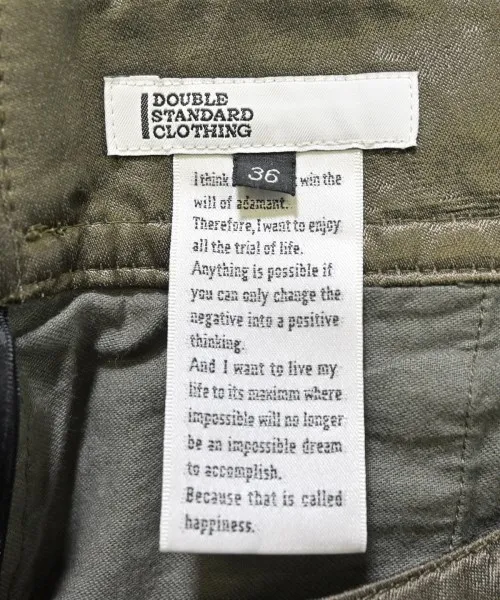 DOUBLE
STANDARD
CLOTHING
36
I think win the
will of adamant.
Therefore, I want to enjoy
all the trial of life.
Anything is possible if
you can only change the
negative into a positive
thinking.
And I want to live my
life to its maximm where
impossible will no longer
be an impossible dream
to accomplish.
Because that is called
happiness.